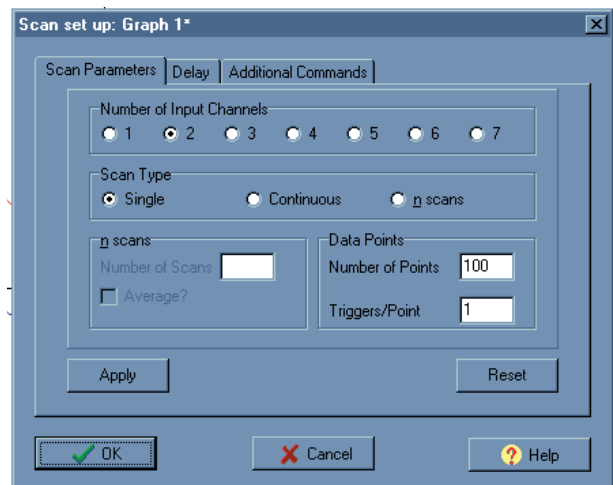 Scan set up: Graph 1*
Scan Parameters Delay Additional Commands
Number of Input Channels
1 2 3 4 5 6 7
Scan Type
Single Continuous n scans
n scans
Number of Scans
Average?
Data Points
Number of Points 100
Triggers/Point 1
Apply Reset
OK Cancel Help